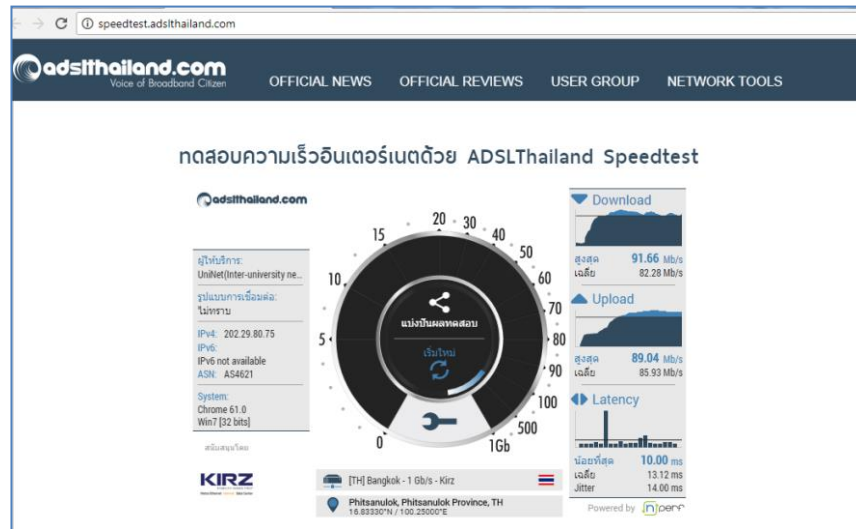 speedtest.adslthailand.com
adslthailand.com
Voice of Broadband Citizen
OFFICIAL NEWS OFFICIAL REVIEWS USER GROUP NETWORK TOOLS
ทดสอบความเร็วอินเตอร์เนตด้วย ADSLThailand Speedtest
adslthailand.com
ผู้ให้บริการ:
UniNet(Inter-university ne...
รูปแบบการเชื่อมต่อ:
ไม่ทราบ
IPv4: 202.29.80.75
IPv6:
IPv6 not available
ASN: AS4621
System:
Chrome 61.0
Win7 [32 bits]
สนับสนุนโดย
KIRZ
0
5
10
15
20
30
40
50
60
70
80
90
100
500
1Gb
แบ่งปันผลทดสอบ
เริ่มใหม่
Download
สูงสุด 91.66 Mb/s
เฉลี่ย 82.28 Mb/s
Upload
สูงสุด 89.04 Mb/s
เฉลี่ย 85.93 Mb/s
Latency
น้อยที่สุด 10.00 ms
เฉลี่ย 13.12 ms
Jitter 14.00 ms
[TH] Bangkok - 1 Gb/s - Kirz
Phitsanulok, Phitsanulok Province, TH
16.83330°N / 100.25000°E
Powered by nperf